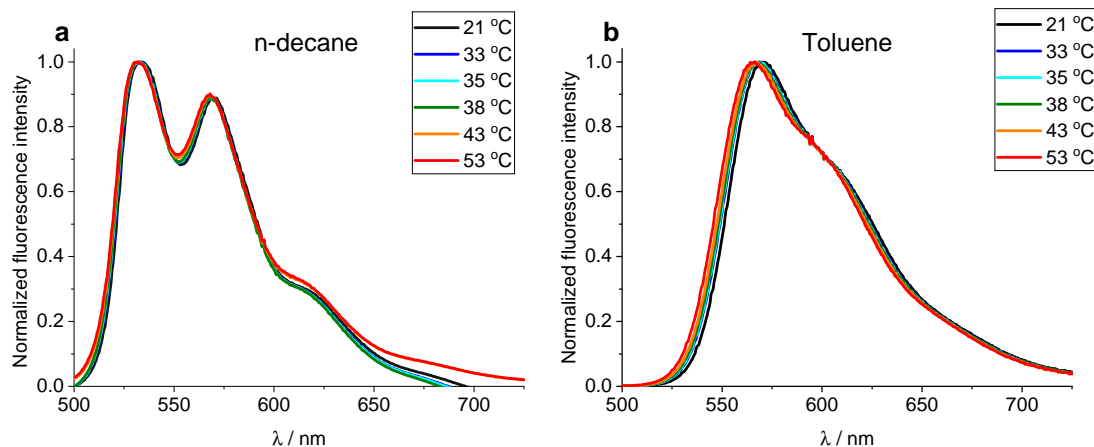 a
n-decane
21 °C
33 °C
35 °C
38 °C
43 °C
53 °C
Normalized fluorescence intensity
1.0
0.8
0.6
0.4
0.2
0.0
500
550
600
650
700
λ / nm
b
Toluene
21 °C
33 °C
35 °C
38 °C
43 °C
53 °C
Normalized fluorescence intensity
1.0
0.8
0.6
0.4
0.2
0.0
500
550
600
650
700
λ / nm